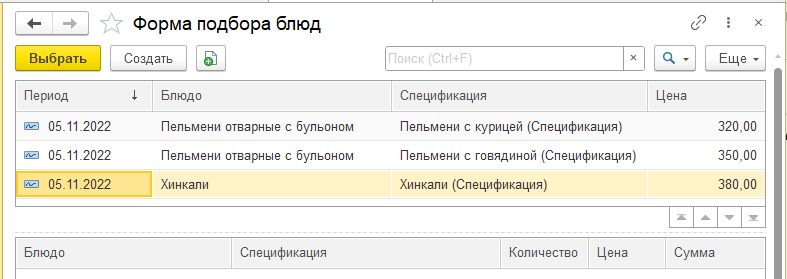 Форма подбора блюд
Выбрать Создать Поиск (Ctrl+F) Еще
Период Блюдо Спецификация Цена
05.11.2022 Пельмени отварные с бульоном Пельмени с курицей (Спецификация) 320,00
05.11.2022 Пельмени отварные с бульоном Пельмени с говядиной (Спецификация) 350,00
05.11.2022 Хинкали Хинкали (Спецификация) 380,00
Блюдо Спецификация Количество Цена Сумма